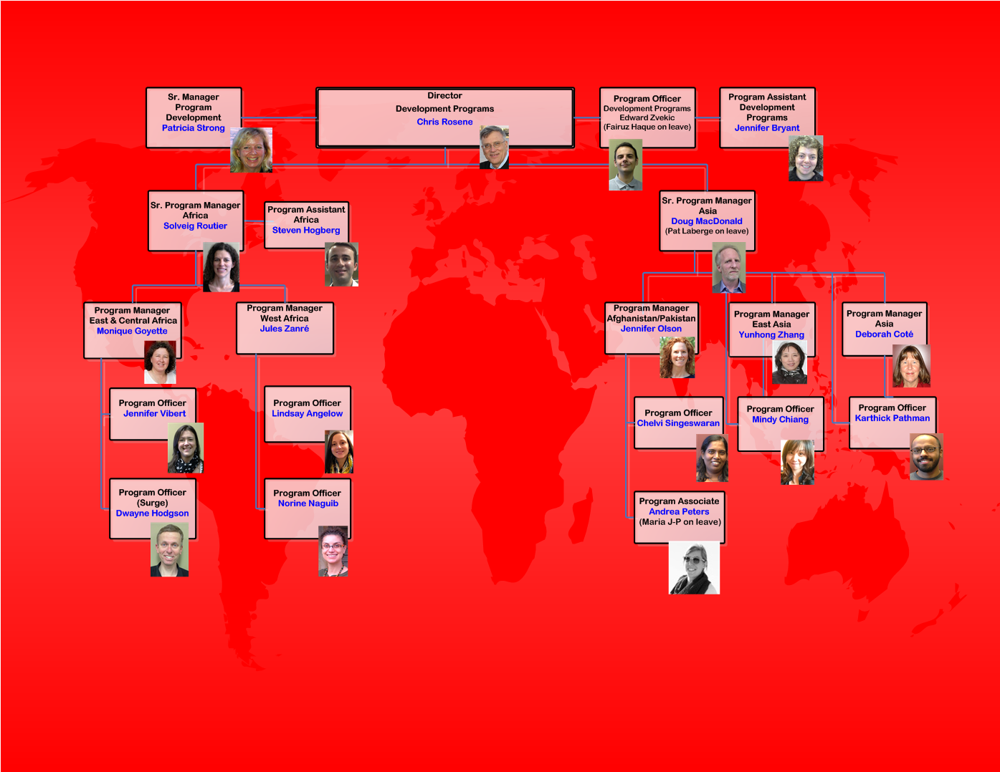 Sr. Manager
Program
Development
Patricia Strong
Director
Development Programs
Chris Rosene
Program Officer
Development Programs
Edward Zvekic
(Fairuz Haque on leave)
Program Assistant
Development
Programs
Jennifer Bryant
Sr. Program Manager
Africa
Solveig Routier
Program Assistant
Africa
Steven Hogberg
Sr. Program Manager
Asia
Doug MacDonald
(Pat Laberge on leave)
Program Manager
East & Central Africa
Monique Goyette
Program Manager
West Africa
Jules Zanré
Program Manager
Afghanistan/Pakistan
Jennifer Olson
Program Manager
East Asia
Yunhong Zhang
Program Manager
Asia
Deborah Coté
Program Officer
Jennifer Vibert
Program Officer
Lindsay Angelow
Program Officer
Chelvi Singeswaran
Program Officer
Mindy Chiang
Program Officer
Karthick Pathman
Program Officer
(Surge)
Dwayne Hodgson
Program Officer
Norine Naguib
Program Associate
Andrea Peters
(Maria J-P on leave)